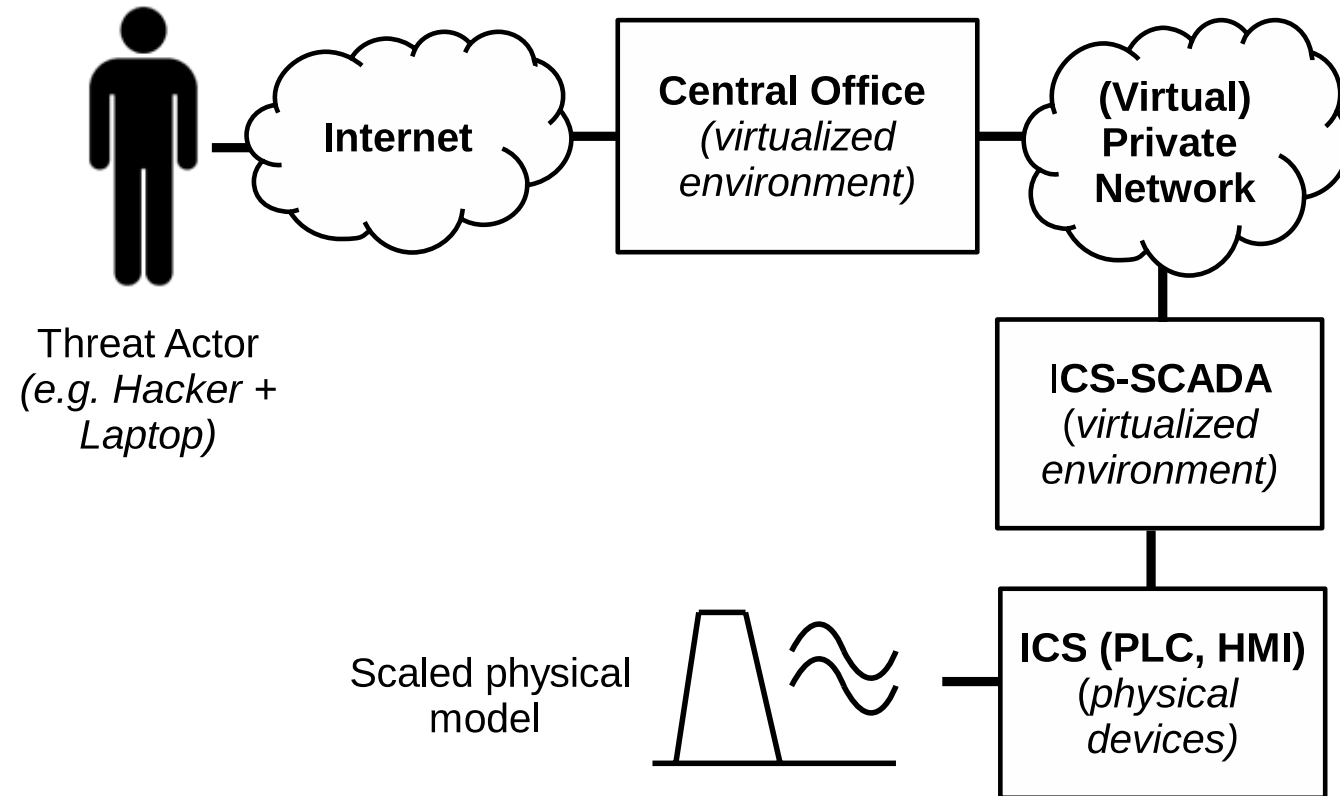 Internet
Central Office
(virtualized
environment)
(Virtual)
Private
Network
Threat Actor
(e.g. Hacker +
Laptop)
ICS-SCADA
(virtualized
environment)
ICS (PLC, HMI)
(physical
devices)
Scaled physical
model